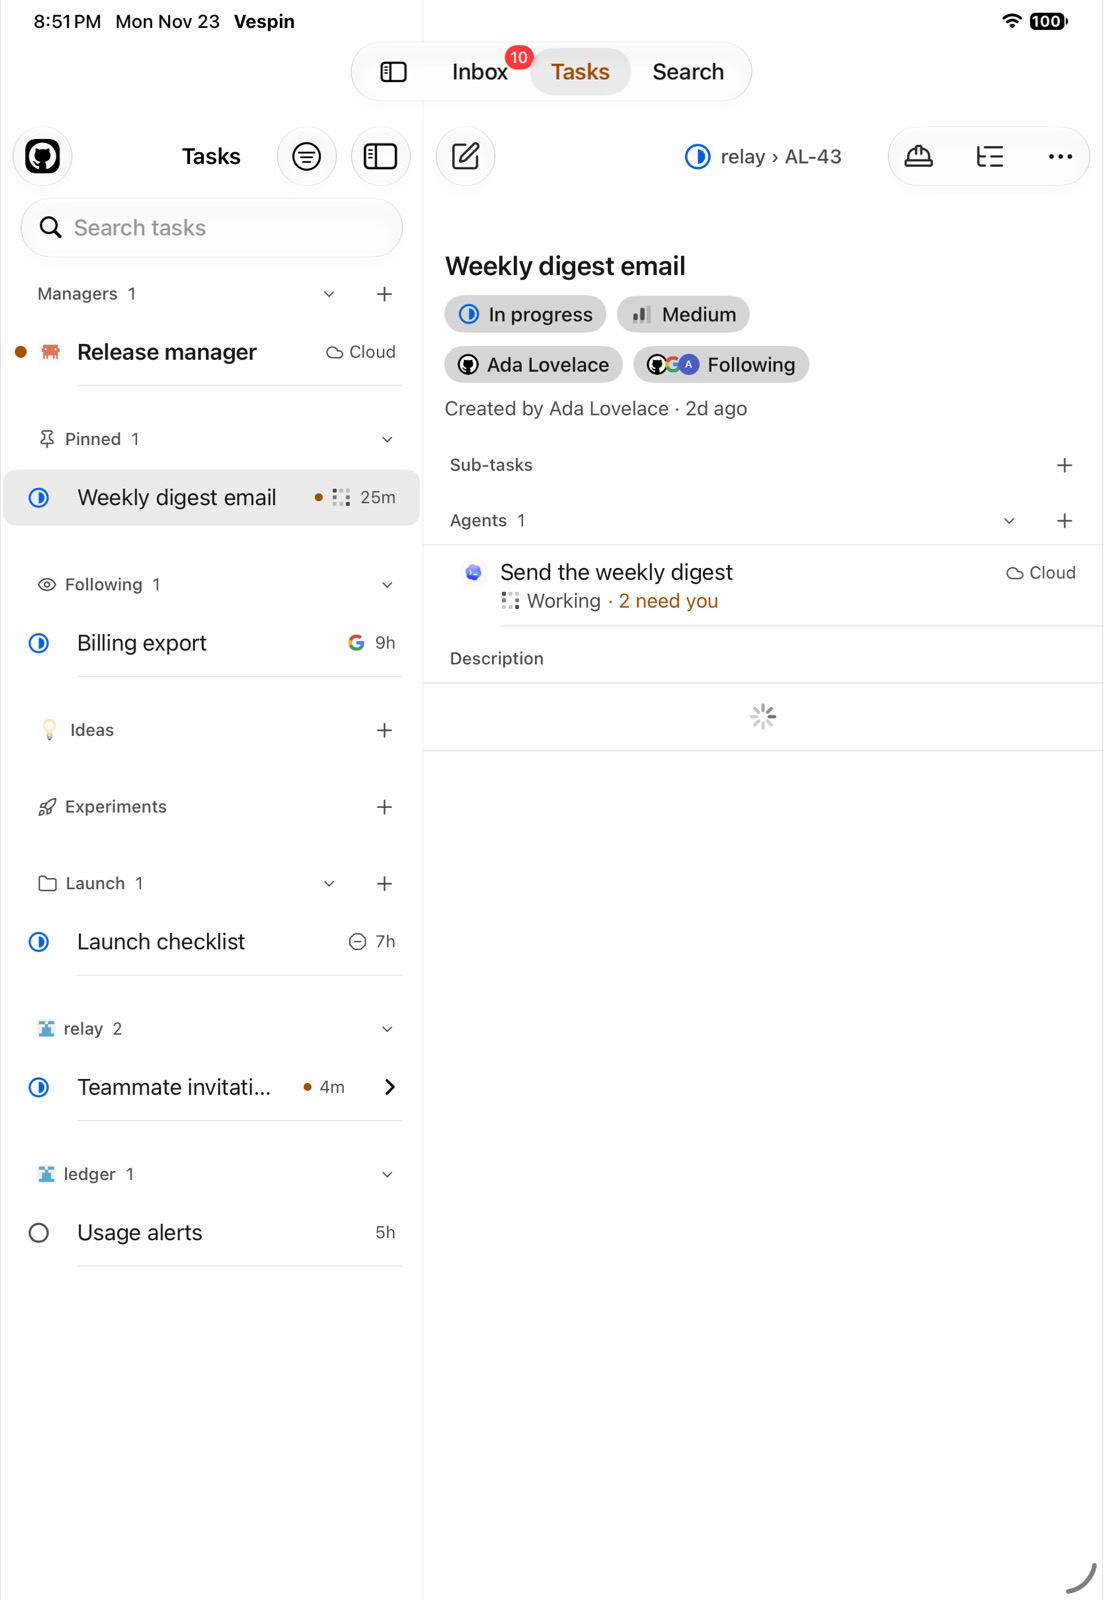 8:51 PM Mon Nov 23 Vespin
100
Inbox 10 Tasks Search
Tasks
relay › AL-43
Search tasks
Managers 1
Release manager Cloud
Pinned 1
Weekly digest email 25m
Following 1
Billing export 9h
Ideas
Experiments
Launch 1
Launch checklist 7h
relay 2
Teammate invitati... 4m
ledger 1
Usage alerts 5h
Weekly digest email
In progress Medium
Ada Lovelace A Following
Created by Ada Lovelace · 2d ago
Sub-tasks
Agents 1
Send the weekly digest Cloud
Working · 2 need you
Description